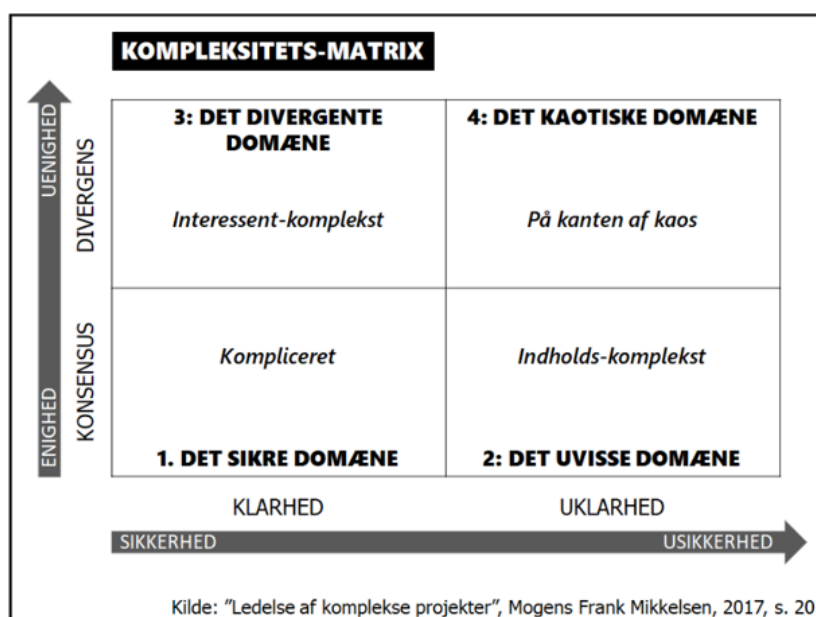 KOMPLEKSITETS-MATRIX
UENIGHED
DIVERGENS
3: DET DIVERGENTE
DOMÆNE
Interessent-komplekst
4: DET KAOTISKE DOMÆNE
På kanten af kaos
ENIGHED
KONSENSUS
Kompliceret
1. DET SIKRE DOMÆNE
Indholds-komplekst
2: DET UVISSE DOMÆNE
KLARHED
UKLARHED
SIKKERHED
USIKKERHED
Kilde: ”Ledelse af komplekse projekter”, Mogens Frank Mikkelsen, 2017, s. 20